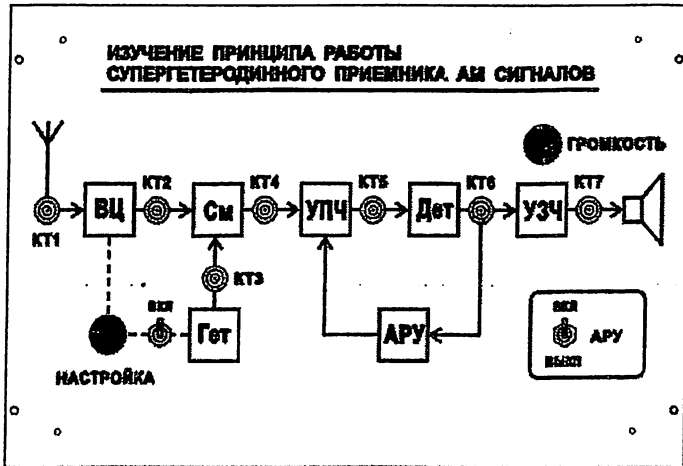 ИЗУЧЕНИЕ ПРИНЦИПА РАБОТЫ
СУПЕРГЕТЕРОДИННОГО ПРИЕМНИКА АМ СИГНАЛОВ
ГРОМКОСТЬ
КТ2 КТ4 КТ5 КТ6 КТ7
ВЦ См УПЧ Дет УЗЧ
КТ1
КТ3
ВКЛ
Гет АРУ
НАСТРОЙКА
ВКЛ
АРУ
ВЫКЛ